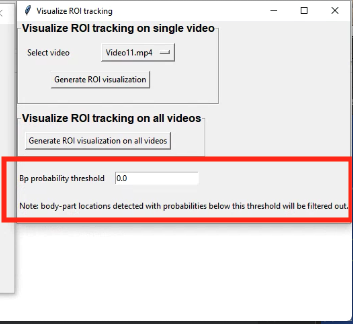 Visualize ROI tracking
Visualize ROI tracking on single video
Select video
Video11.mp4
Generate ROI visualization
Visualize ROI tracking on all videos
Generate ROI visualization on all videos
Bp probability threshold
0.0
Note: body-part locations detected with probabilities below this threshold will be filtered out.